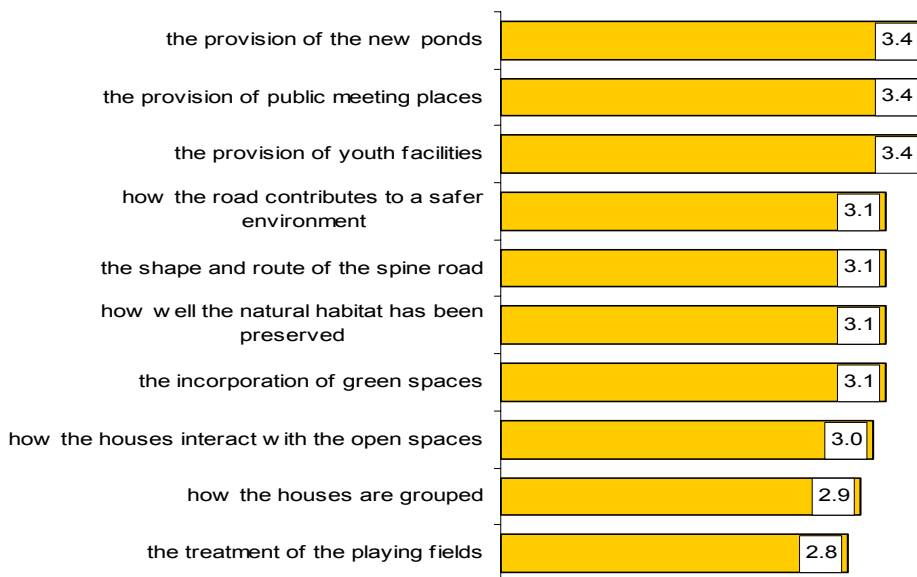 the provision of the new ponds
3.4
the provision of public meeting places
3.4
the provision of youth facilities
3.4
how the road contributes to a safer
environment
3.1
the shape and route of the spine road
3.1
how well the natural habitat has been
preserved
3.1
the incorporation of green spaces
3.1
how the houses interact with the open spaces
3.0
how the houses are grouped
2.9
the treatment of the playing fields
2.8